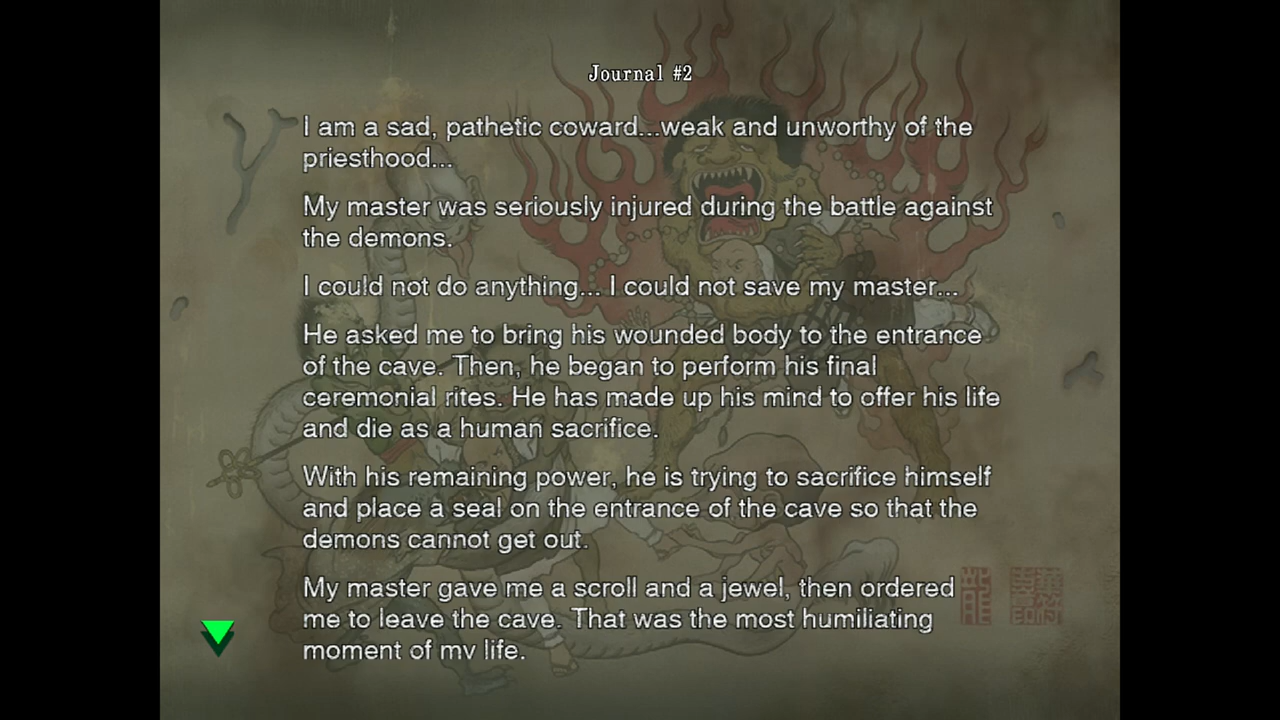 Journal #2
I am a sad, pathetic coward...weak and unworthy of the
priesthood...
My master was seriously injured during the battle against
the demons.
I could not do anything... I could not save my master...
He asked me to bring his wounded body to the entrance
of the cave. Then, he began to perform his final
ceremonial rites. He has made up his mind to offer his life
and die as a human sacrifice.
With his remaining power, he is trying to sacrifice himself
and place a seal on the entrance of the cave so that the
demons cannot get out.
My master gave me a scroll and a jewel, then ordered
me to leave the cave. That was the most humiliating
moment of my life.